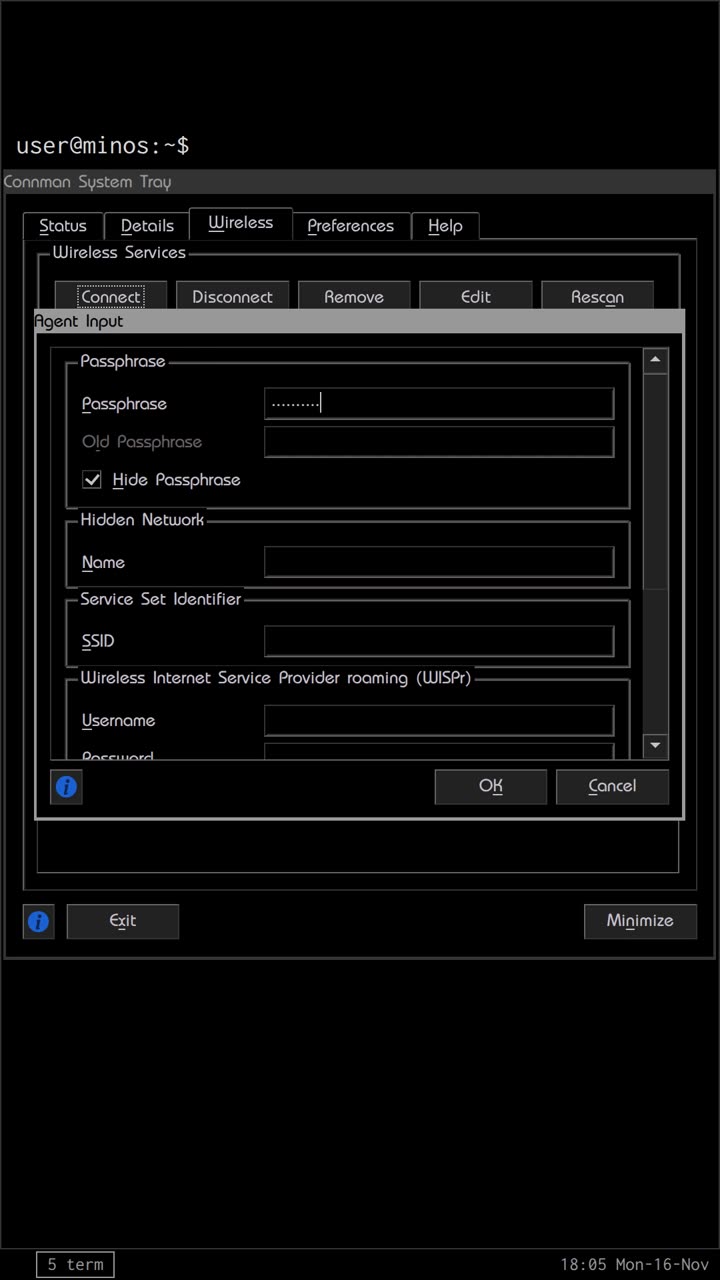 user@minos:~$
Connman System Tray
Status Details Wireless Preferences Help
Wireless Services
Connect Disconnect Remove Edit Rescan
Agent Input
Passphrase
Passphrase ..........
Old Passphrase
Hide Passphrase
Hidden Network
Name
Service Set Identifier
SSID
Wireless Internet Service Provider roaming (WISPr)
Username
Password
OK Cancel
Exit Minimize
5 term 18:05 Mon-16-Nov